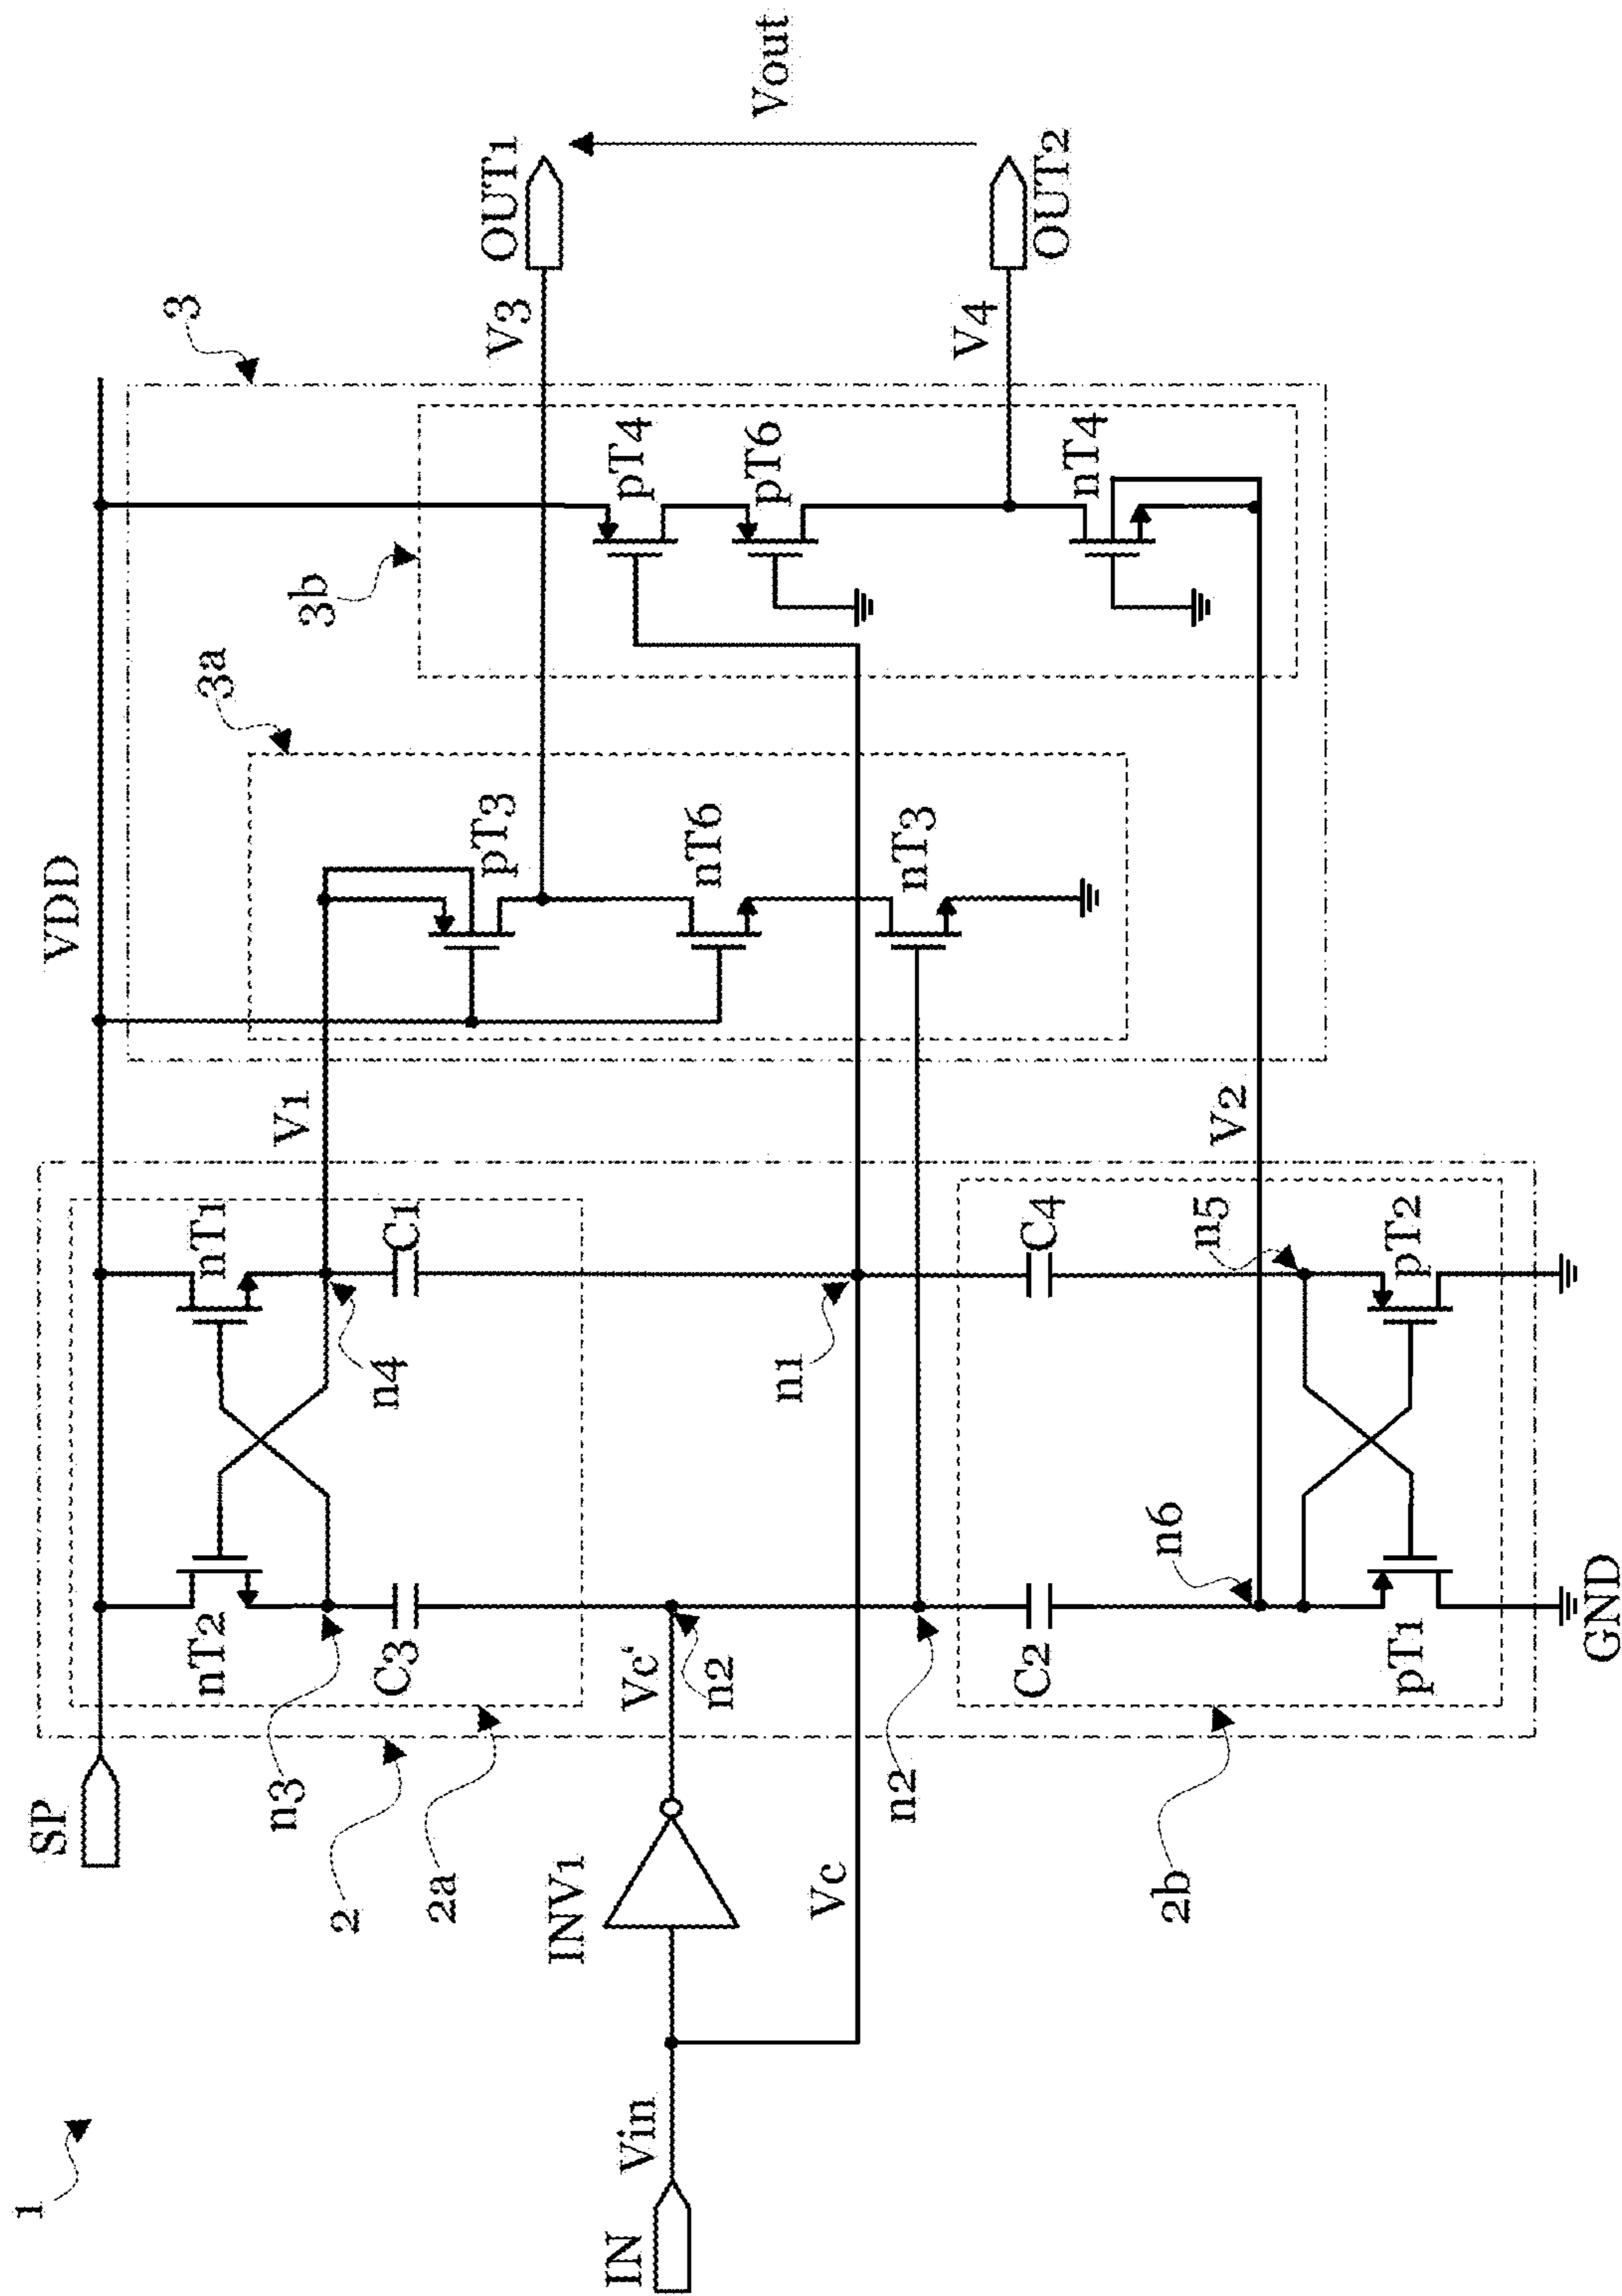 1
SP
VDD
nT2
nT1
n3
C3
n4
C1
V1
2
2a
IN
Vin
INV1
Vc'
n2
Vc
n1
n2
C2
C4
n6
n5
V2
pT1
pT2
2b
GND
3
3a
pT3
nT6
nT3
3b
pT4
pT6
nT4
V3
OUT1
Vout
V4
OUT2